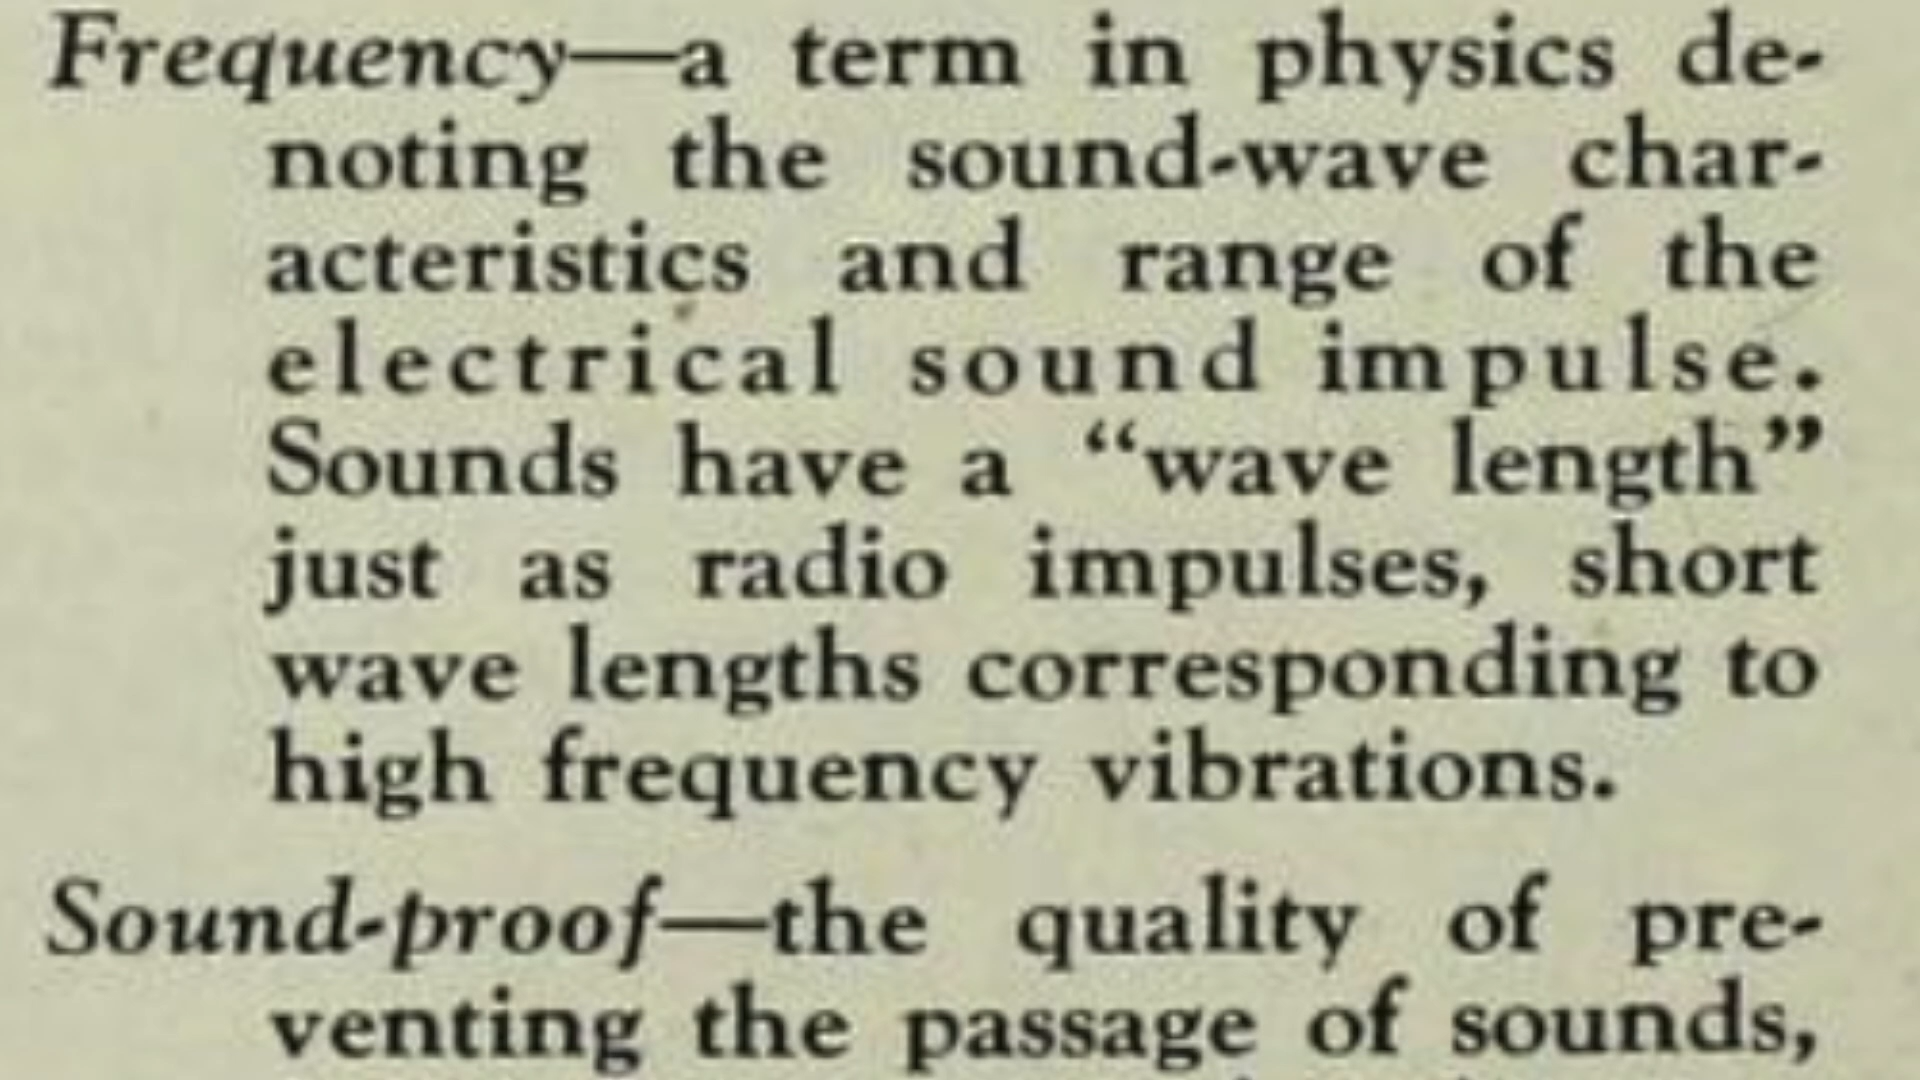 Frequency—a term in physics de-
noting the sound-wave char-
acteristics and range of the
electrical sound impulse.
Sounds have a “wave length”
just as radio impulses, short
wave lengths corresponding to
high frequency vibrations.
Sound-proof—the quality of pre-
venting the passage of sounds,